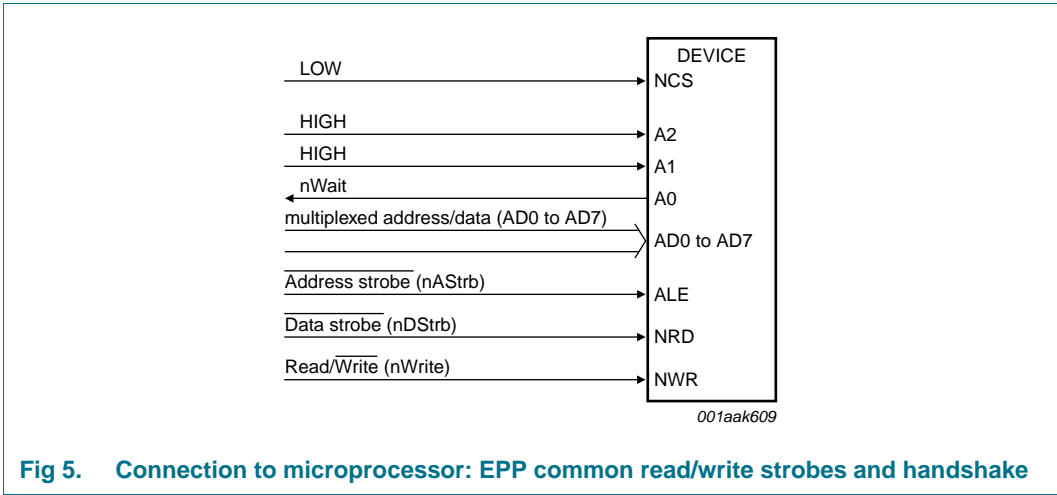 DEVICE
LOW
NCS
HIGH
A2
HIGH
A1
nWait
A0
multiplexed address/data (AD0 to AD7)
AD0 to AD7
Address strobe (nAStrb)
ALE
Data strobe (nDStrb)
NRD
Read/Write (nWrite)
NWR
001aak609
Fig 5. Connection to microprocessor: EPP common read/write strobes and handshake